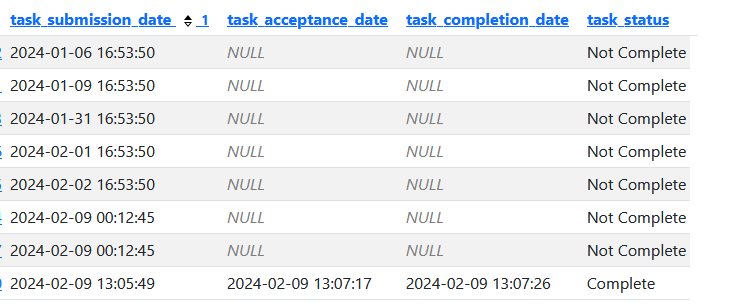 task_submission_date 1 task_acceptance_date task_completion_date task_status
2024-01-06 16:53:50 NULL NULL Not Complete
2024-01-09 16:53:50 NULL NULL Not Complete
2024-01-31 16:53:50 NULL NULL Not Complete
2024-02-01 16:53:50 NULL NULL Not Complete
2024-02-02 16:53:50 NULL NULL Not Complete
2024-02-09 00:12:45 NULL NULL Not Complete
2024-02-09 00:12:45 NULL NULL Not Complete
2024-02-09 13:05:49 2024-02-09 13:07:17 2024-02-09 13:07:26 Complete